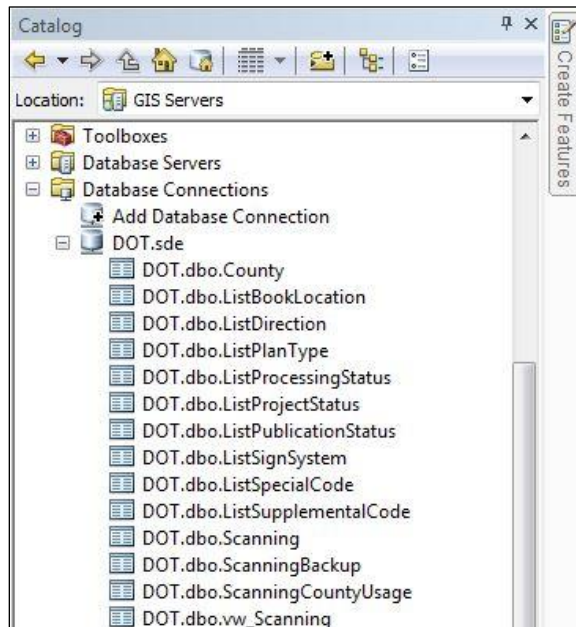 Catalog
Location: GIS Servers
Toolboxes
Database Servers
Database Connections
Add Database Connection
DOT.sde
DOT.dbo.County
DOT.dbo.ListBookLocation
DOT.dbo.ListDirection
DOT.dbo.ListPlanType
DOT.dbo.ListProcessingStatus
DOT.dbo.ListProjectStatus
DOT.dbo.ListPublicationStatus
DOT.dbo.ListSignSystem
DOT.dbo.ListSpecialCode
DOT.dbo.ListSupplementalCode
DOT.dbo.Scanning
DOT.dbo.ScanningBackup
DOT.dbo.ScanningCountyUsage
DOT.dbo.vw_Scanning
Create Features